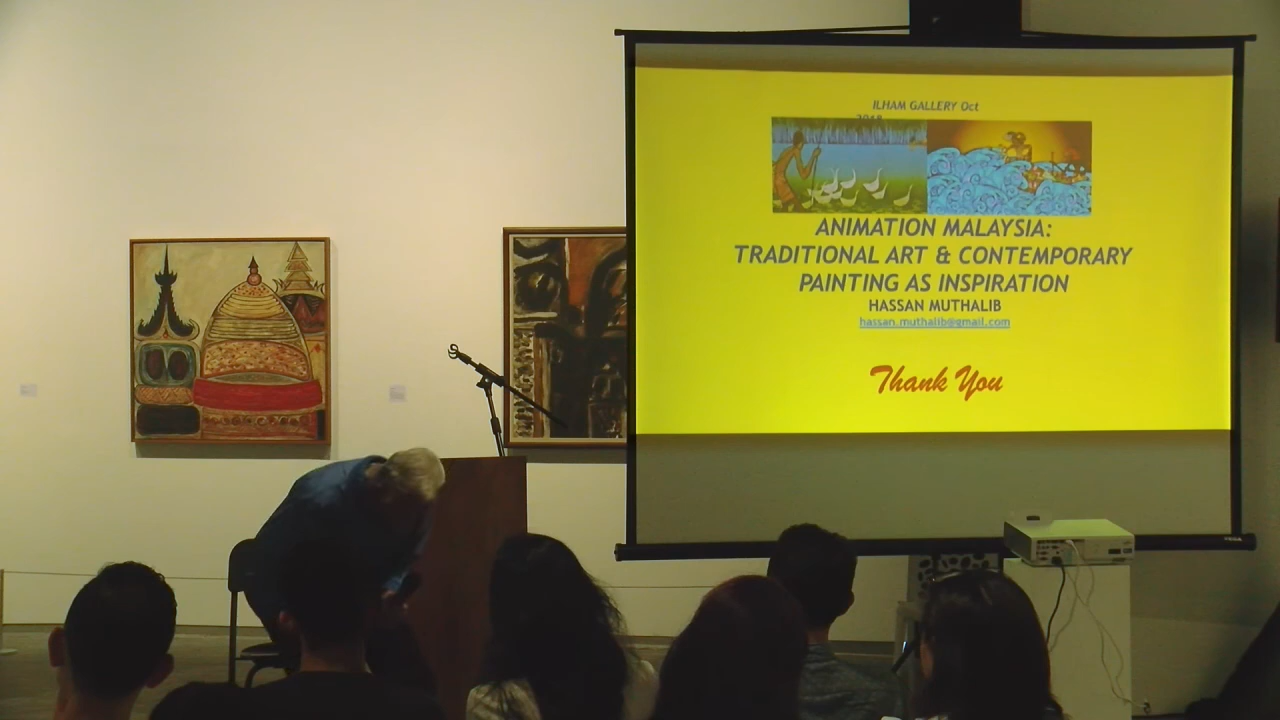 ILHAM GALLERY Oct
ANIMATION MALAYSIA:
TRADITIONAL ART & CONTEMPORARY
PAINTING AS INSPIRATION
HASSAN MUTHALIB
hassan.muthalib@gmail.com
Thank You